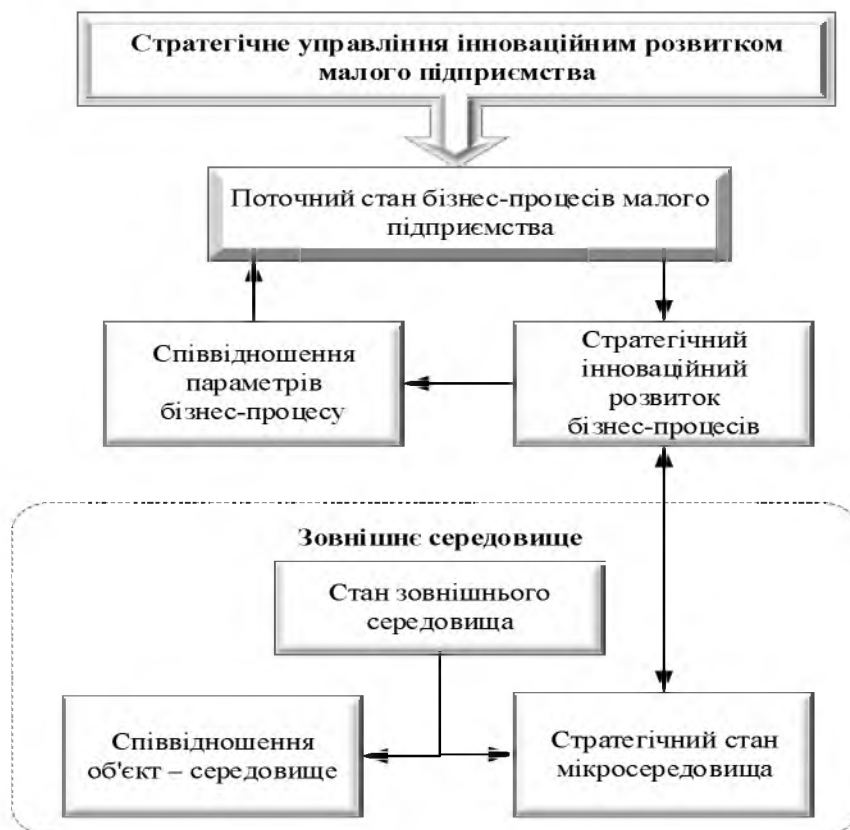 Стратегічне управління інноваційним розвитком
малого підприємства
Поточний стан бізнес-процесів малого
підприємства
Співвідношення
параметрів
бізнес-процесу
Стратегічний
інноваційний
розвиток
бізнес-процесів
Зовнішнє середовище
Стан зовнішнього
середовища
Співвідношення
об'єкт – середовище
Стратегічний стан
мікросередовища